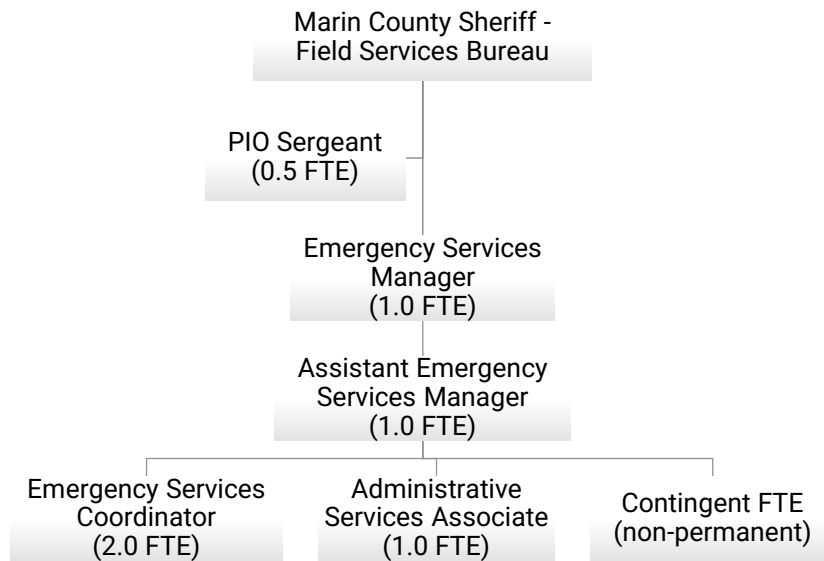 Marin County Sheriff -
Field Services Bureau
PIO Sergeant
(0.5 FTE)
Emergency Services
Manager
(1.0 FTE)
Assistant Emergency
Services Manager
(1.0 FTE)
Emergency Services
Coordinator
(2.0 FTE)
Administrative
Services Associate
(1.0 FTE)
Contingent FTE
(non-permanent)